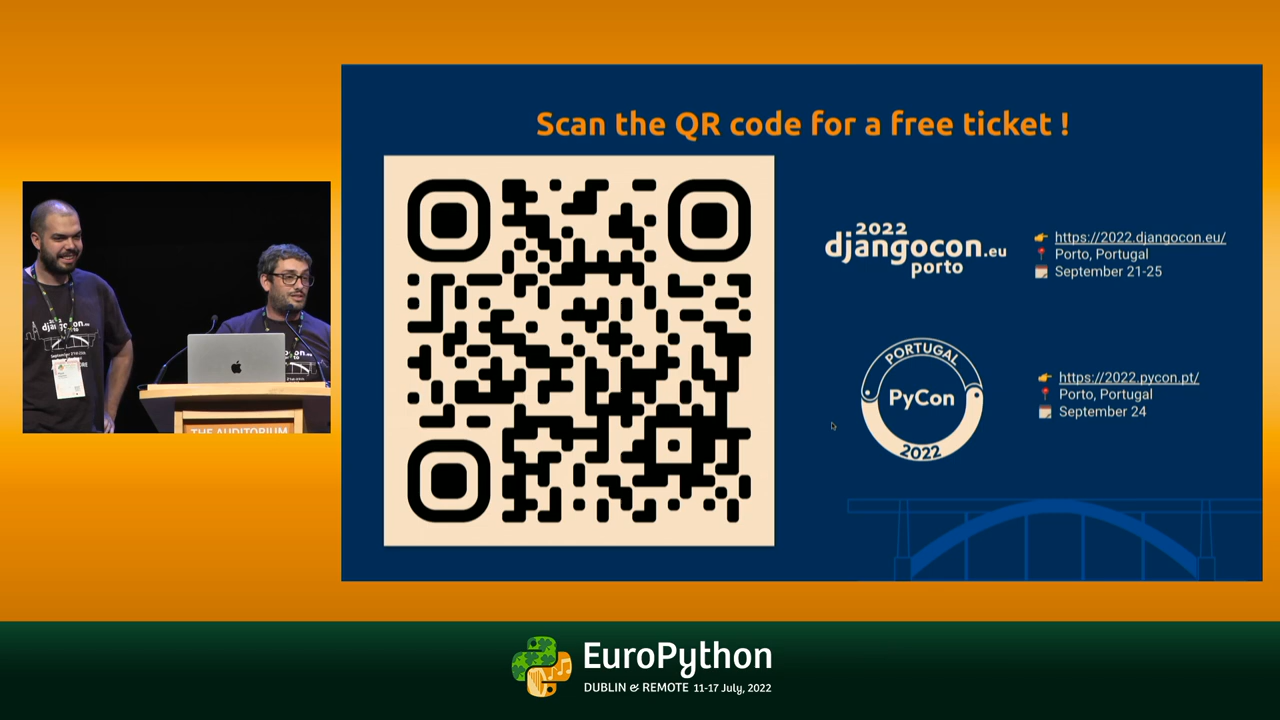 Scan the QR code for a free ticket !
2022
djangocon.eu
porto
👉 https://2022.djangocon.eu/
📍 Porto, Portugal
🗓 September 21-25
PORTUGAL
PyCon
2022
👉 https://2022.pycon.pt/
📍 Porto, Portugal
🗓 September 24
djangocon.eu
THE AUDITORIUM
EuroPython
DUBLIN & REMOTE 11-17 July, 2022